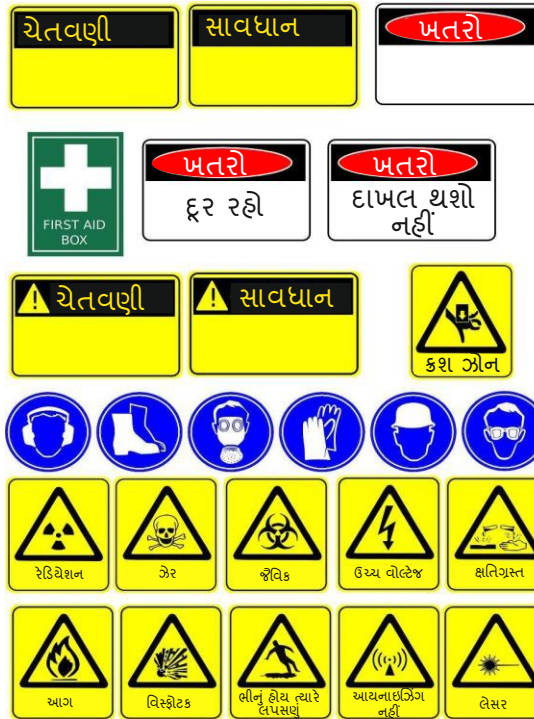 ચેતવણી
સાવધાન
ખતરો
FIRST AID
BOX
ખતરો
દૂર રહો
ખતરો
દાખલ થશો
નહીં
ચેતવણી
સાવધાન
ક્રશ ઝોન
રેડિયેશન
ઝેર
જૈવિક
ઉચ્ચ વોલ્ટેજ
ક્ષતિગ્રસ્ત
આગ
વિસ્ફોટક
ભીનું હોય ત્યારે
લપસણું
આયનાઇઝિંગ
નહીં
લેસર